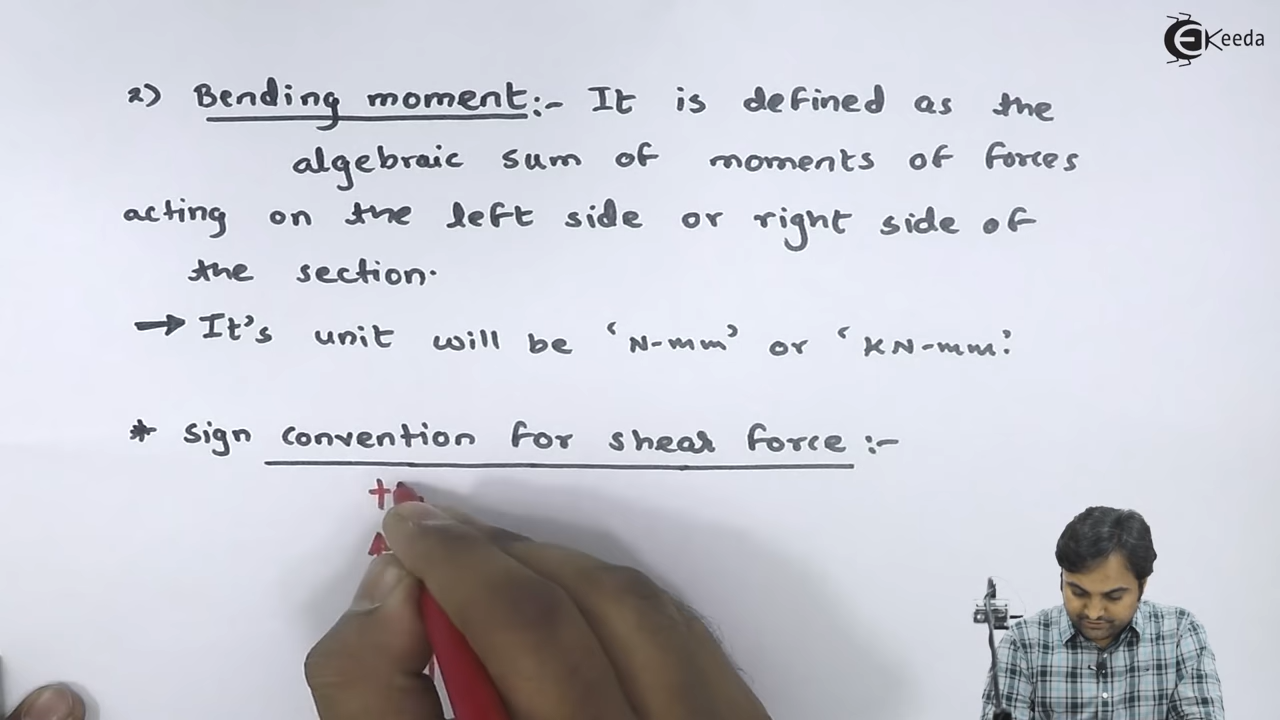 Ekeeda
2) Bending moment:- It is defined as the
algebraic sum of moments of forces
acting on the left side or right side of
the section.
→ It's unit will be 'N-mm' or 'KN-mm'.
* Sign convention for shear force :-
+